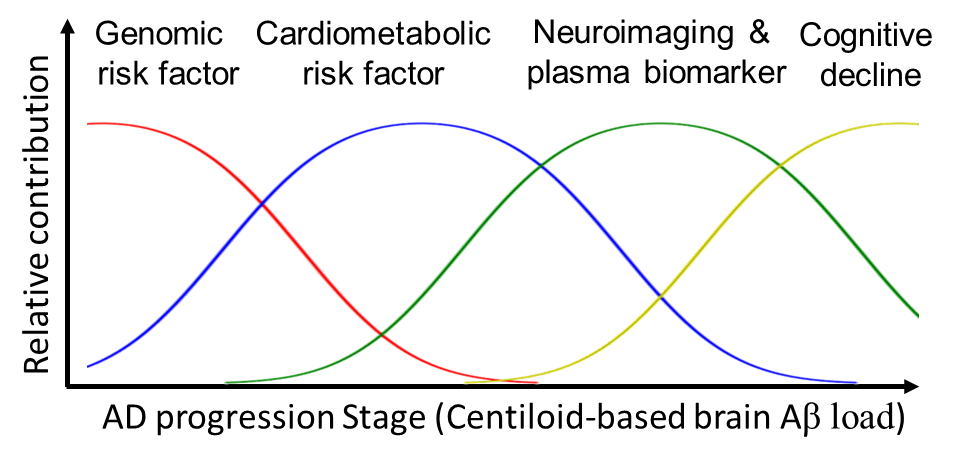 Genomic
risk factor
Cardiometabolic
risk factor
Neuroimaging &
plasma biomarker
Cognitive
decline
Relative contribution
AD progression Stage (Centiloid-based brain Aβ load)